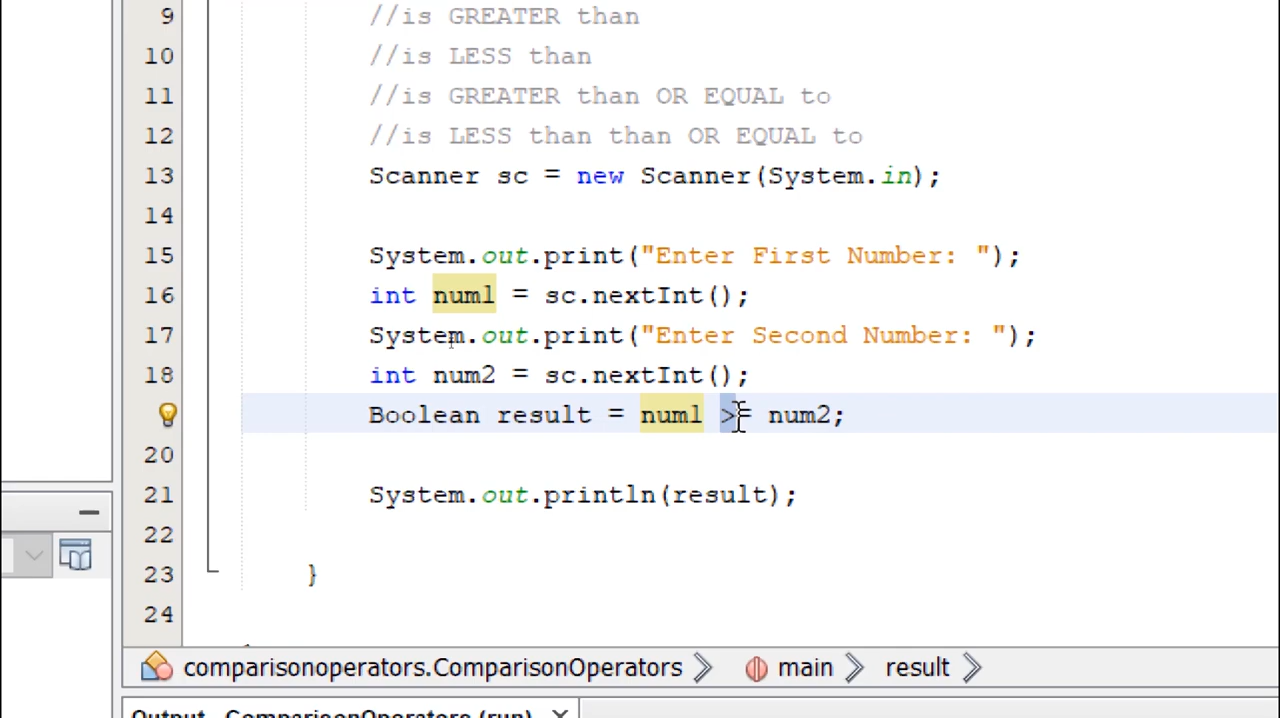 9 //is GREATER than
10 //is LESS than
11 //is GREATER than OR EQUAL to
12 //is LESS than than OR EQUAL to
13 Scanner sc = new Scanner(System.in);
14
15 System.out.print("Enter First Number: ");
16 int num1 = sc.nextInt();
17 System.out.print("Enter Second Number: ");
18 int num2 = sc.nextInt();
Boolean result = num1 >= num2;
20
21 System.out.println(result);
22
23 }
24
comparisonoperators.ComparisonOperators main result
Output - ComparisonOperators (run)